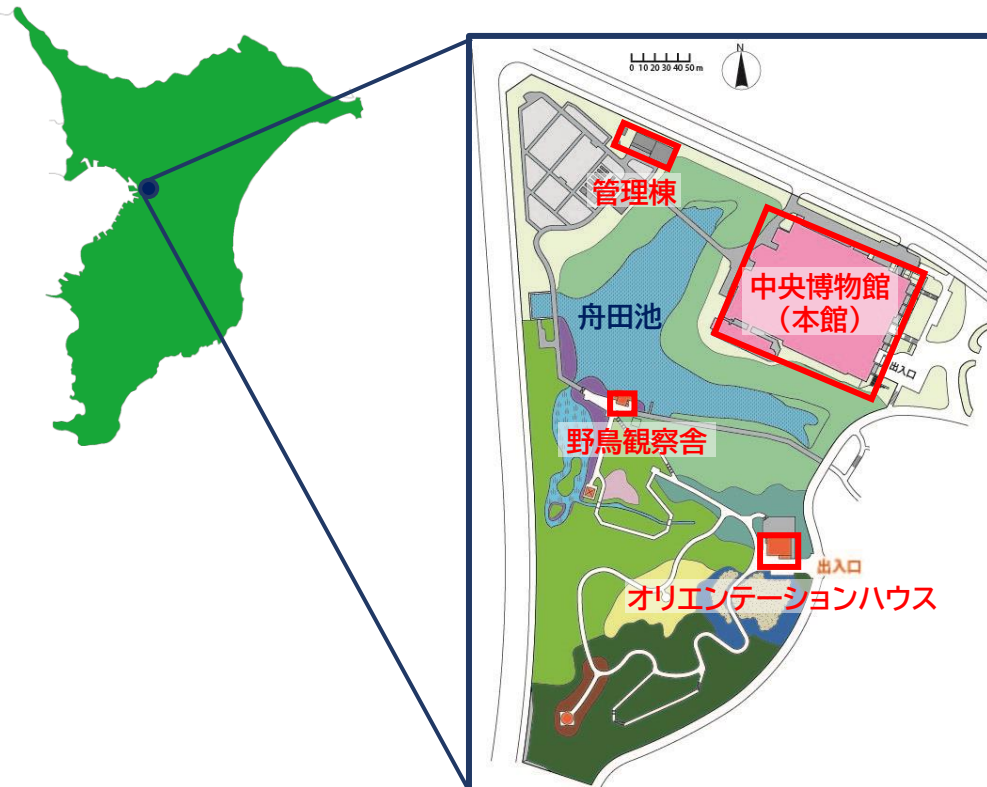 N
0 10 20 30 40 50 m
管理棟
中央博物館
（本館）
舟田池
出入口
野鳥観察舎
出入口
オリエンテーションハウス